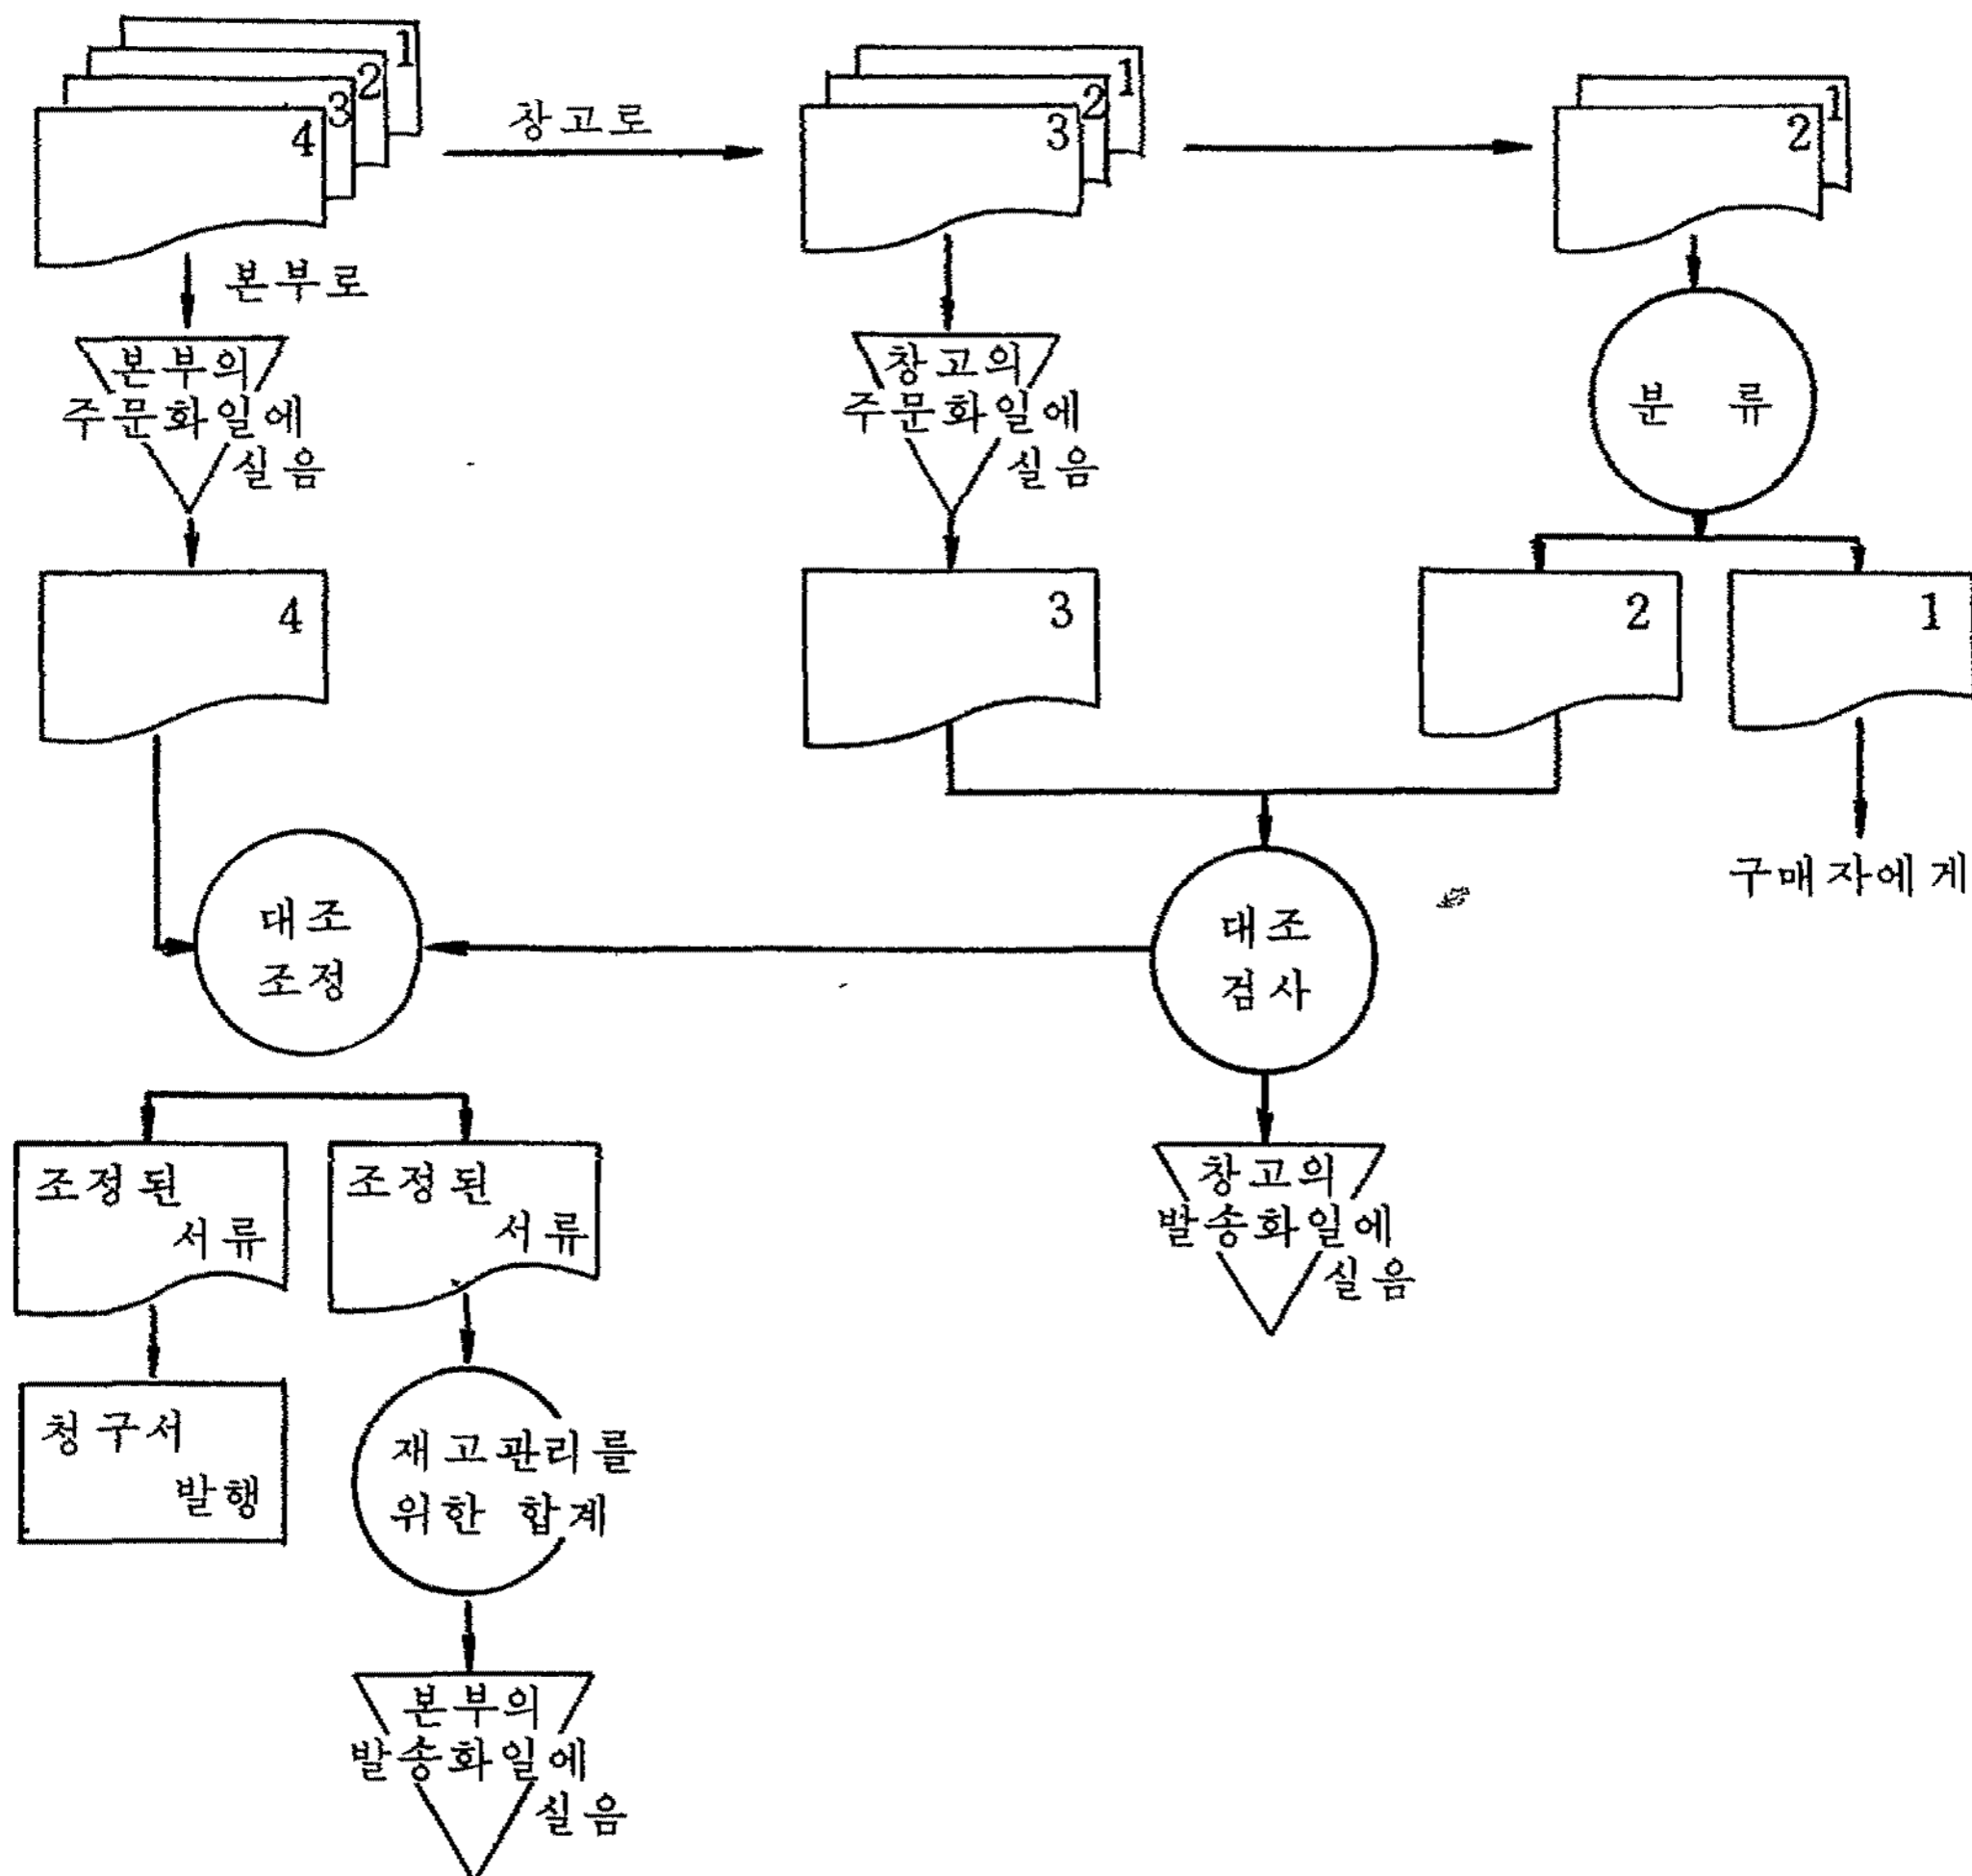 1
2
3
4
창고로
1
2
3
1
2
본부로
본부의
주문화일에
실음
창고의
주문화일에
실음
분 류
4
3
2
1
구매자에게
대조
조정
대조
검사
조정된
서류
조정된
서류
창고의
발송화일에
실음
청구서
발행
재고관리를
위한 합계
본부의
발송화일에
실음